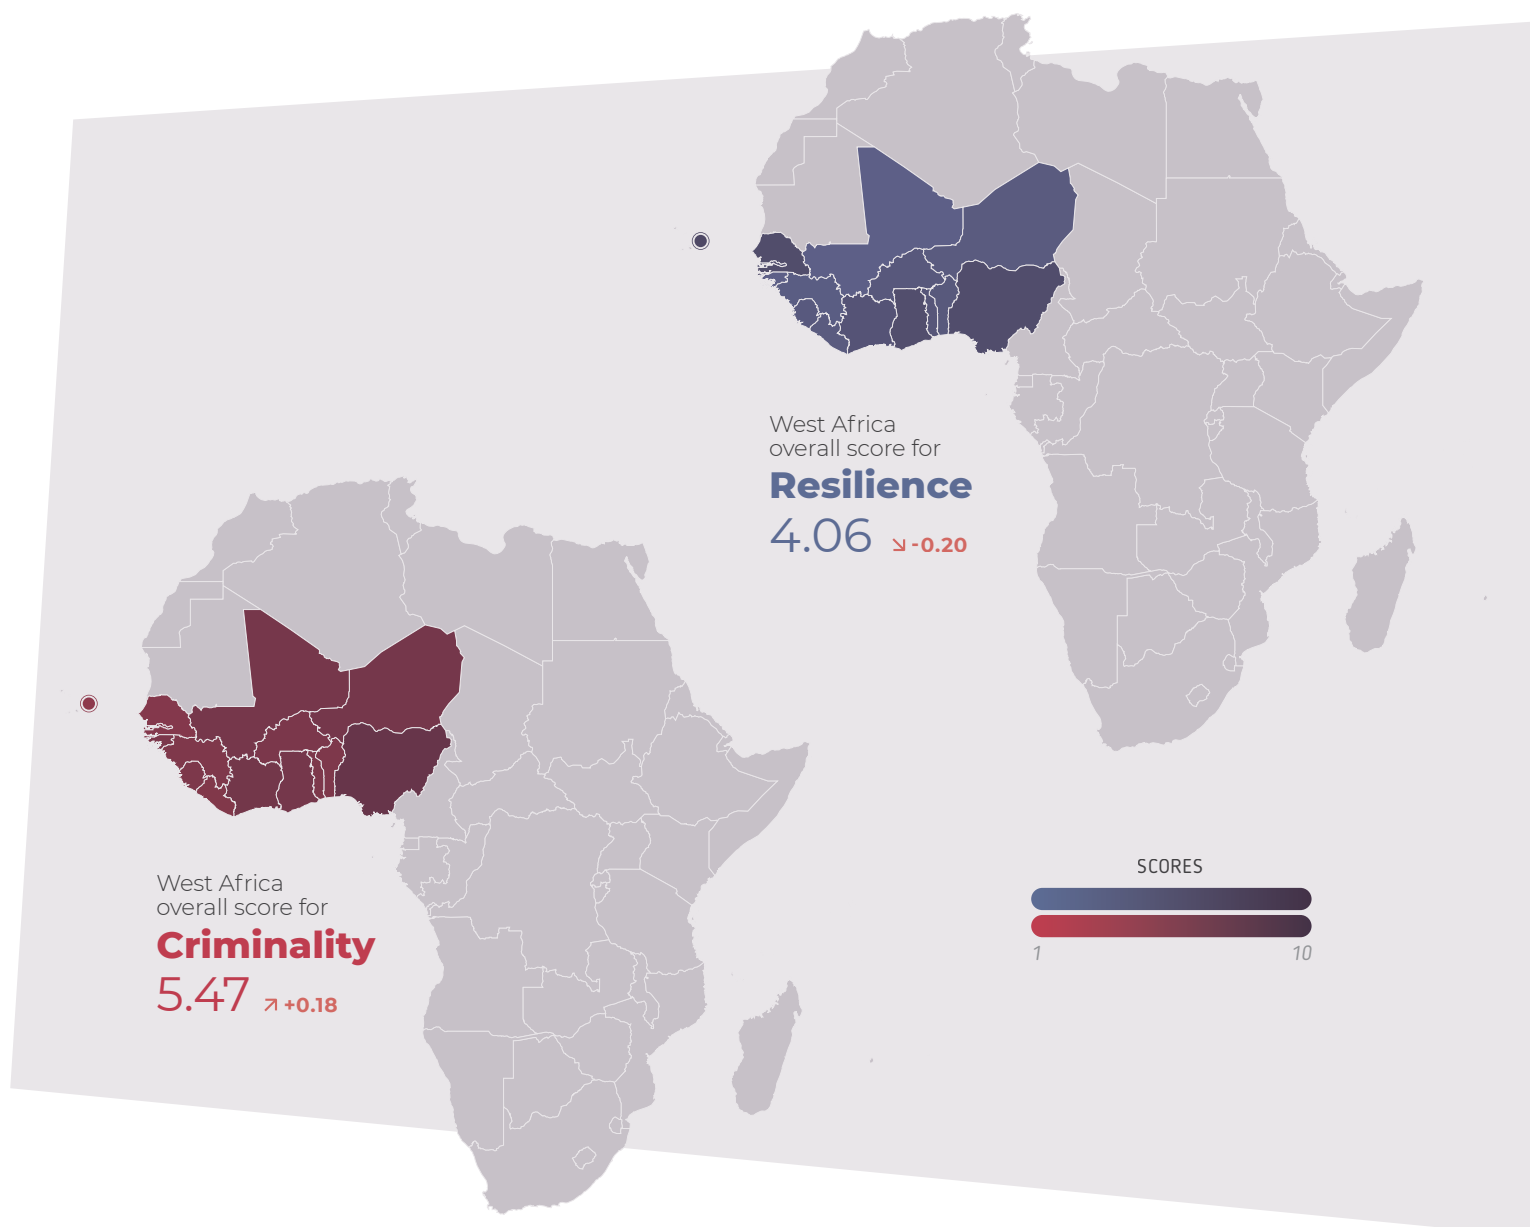 West Africa
overall score for
Resilience
4.06 ↘ -0.20
West Africa
overall score for
Criminality
5.47 ↗ +0.18
SCORES
1 10